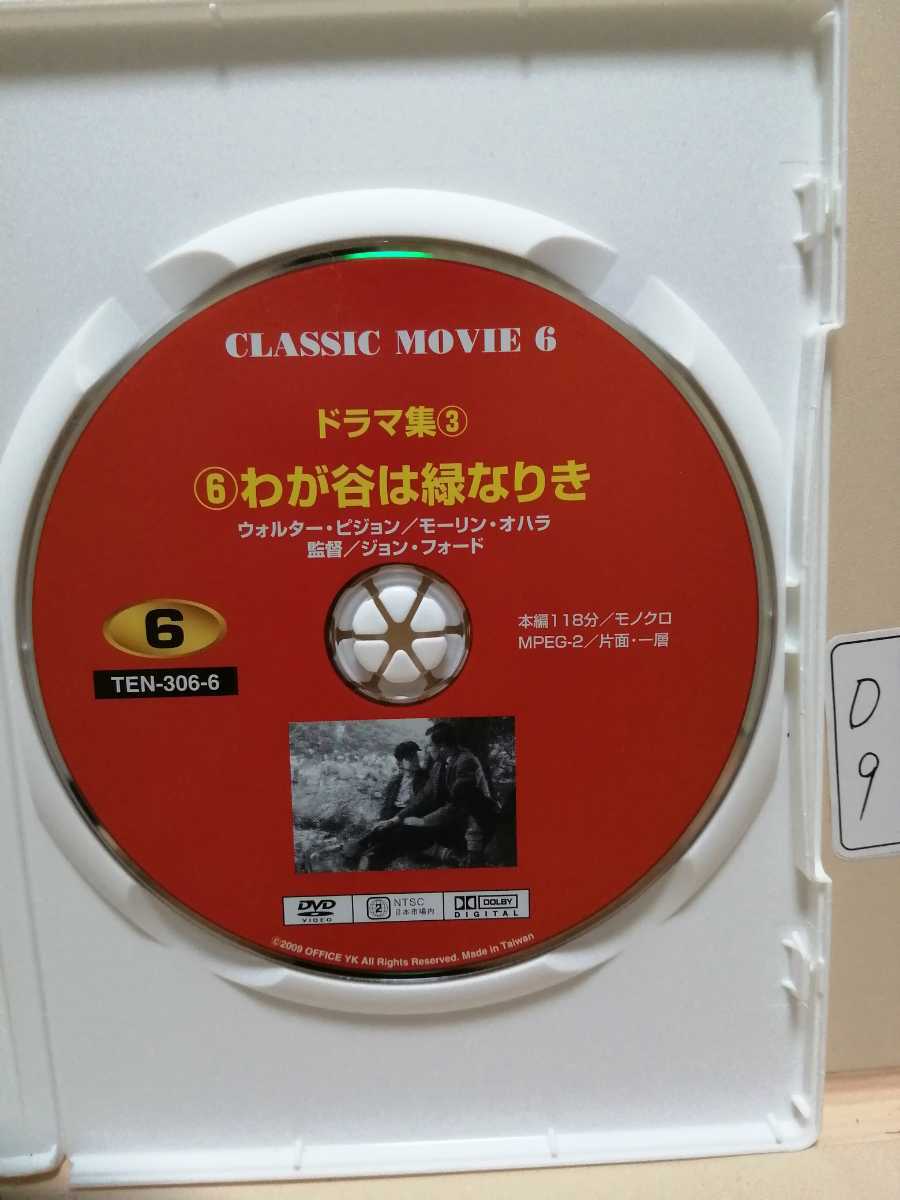 CLASSIC MOVIE 6
ドラマ集③
⑥わが谷は緑なりき
ウォルター・ピジョン／モーリン・オハラ
監督／ジョン・フォード
6
TEN-306-6
本編118分／モノクロ
MPEG-2／片面・一層
DVD
VIDEO
2
NTSC
日本市場内
DOLBY
DIGITAL
©2009 OFFICE YK All Rights Reserved. Made in Taiwan
D
9